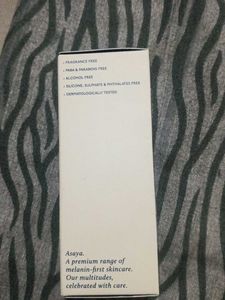 • FRAGRANCE FREE
• PABA & PARABENS FREE
• ALCOHOL FREE
• SILICONE, SULPHATE & PHTHALATES FREE
• DERMATOLOGICALLY TESTED
Asaya.
A premium range of
melanin-first skincare.
Our multitudes,
celebrated with care.